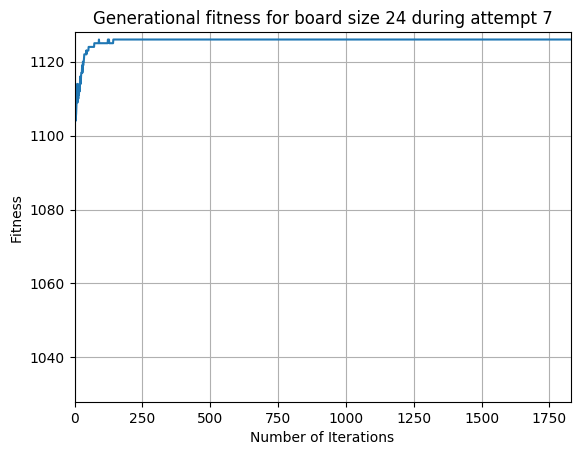 Generational fitness for board size 24 during attempt 7
Fitness
1120
1100
1080
1060
1040
0 250 500 750 1000 1250 1500 1750
Number of Iterations